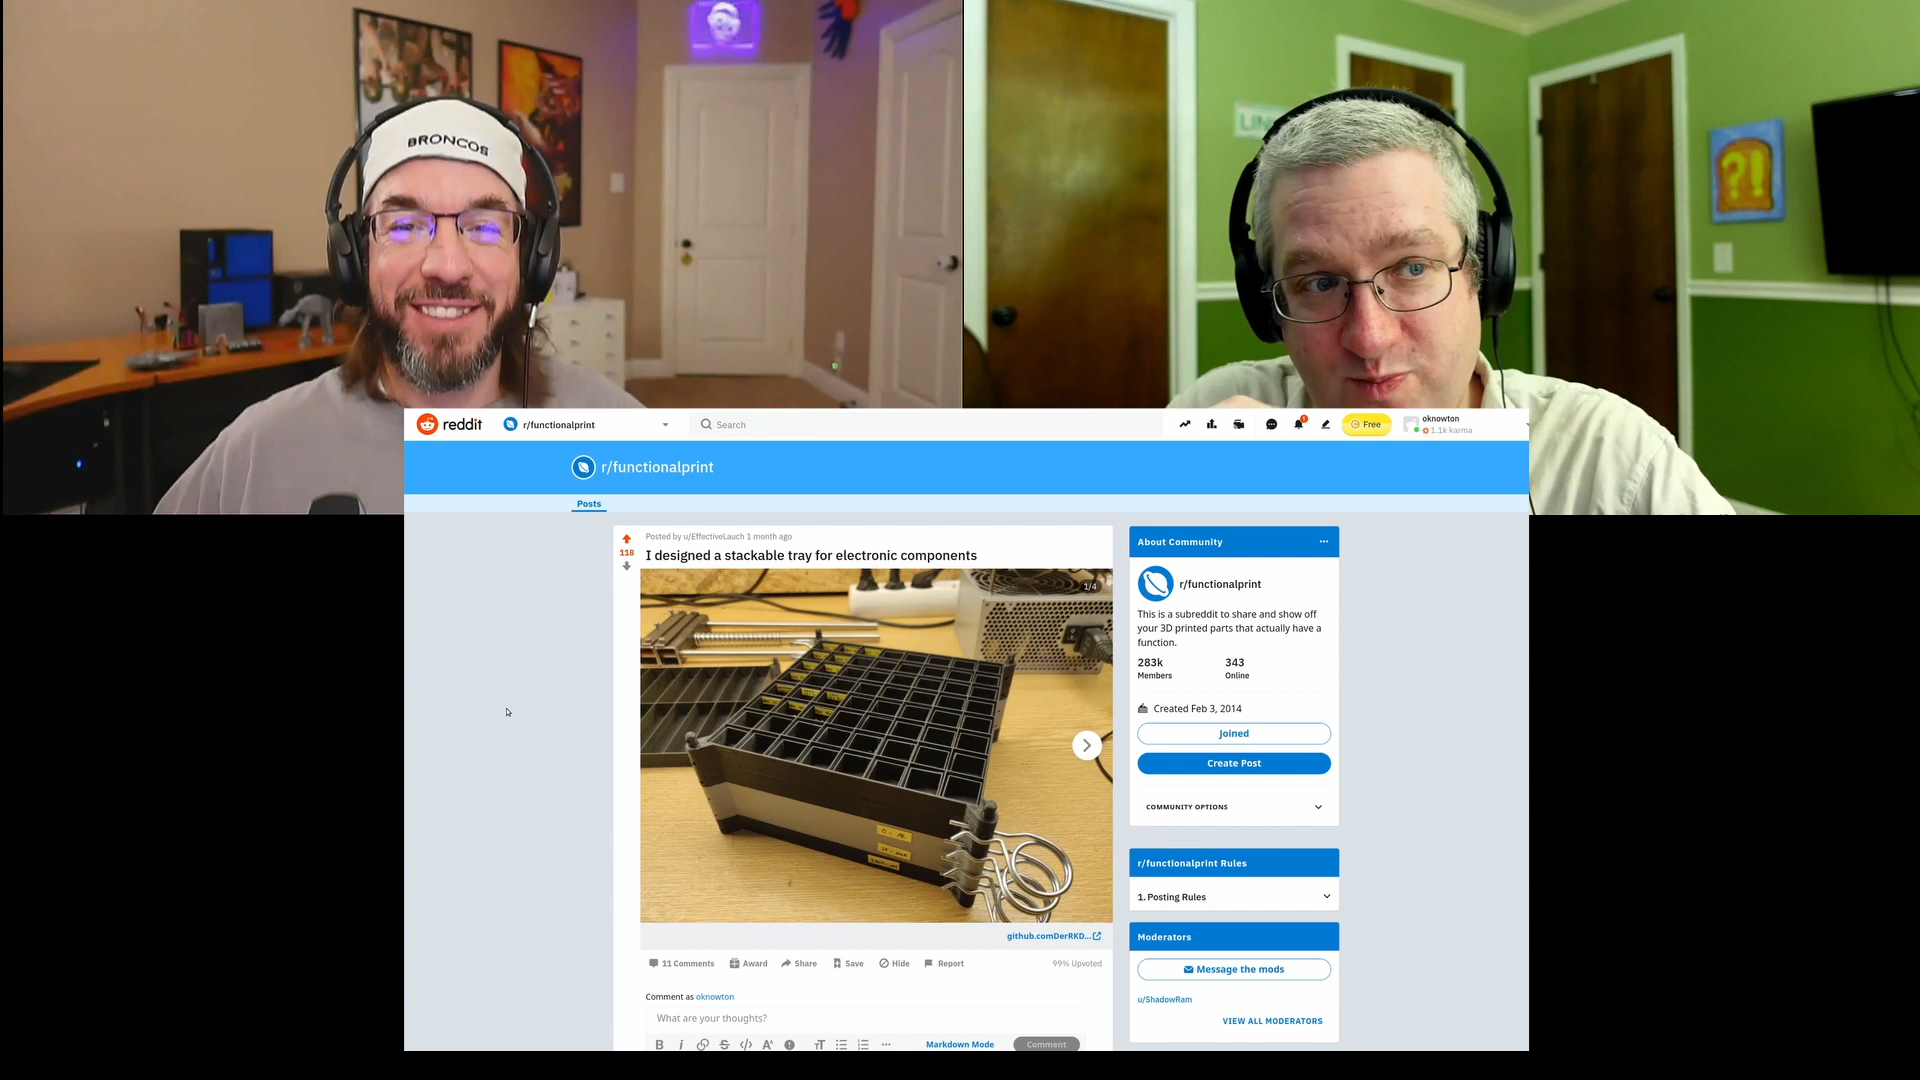 BRONCOS
?!
reddit
r/functionalprint
Search
1
Free
oknowton
1.1k karma
r/functionalprint
Posts
118
Posted by u/EffectiveLauch 1 month ago
I designed a stackable tray for electronic components
1/4
github.comDerRKD...
11 Comments
Award
Share
Save
Hide
Report
99% Upvoted
Comment as oknowton
What are your thoughts?
Markdown Mode
Comment
About Community
r/functionalprint
This is a subreddit to share and show off
your 3D printed parts that actually have a
function.
283k
343
Members
Online
Created Feb 3, 2014
Joined
Create Post
COMMUNITY OPTIONS
r/functionalprint Rules
1. Posting Rules
Moderators
Message the mods
u/ShadowRam
VIEW ALL MODERATORS